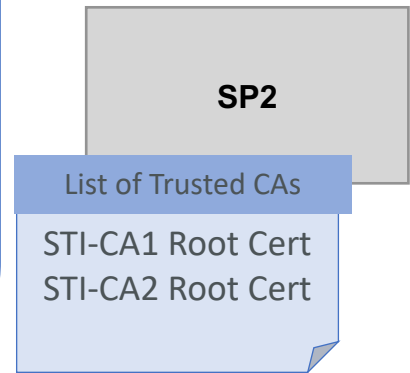 SP2
List of Trusted CAs
STI-CA1 Root Cert
STI-CA2 Root Cert